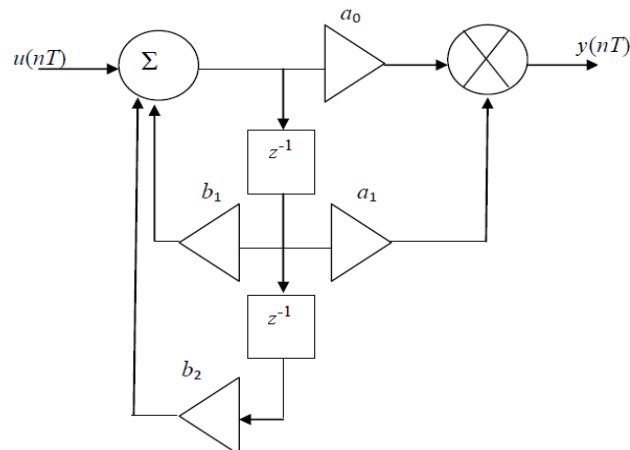 a₀
u(nT)
Σ
y(nT)
z⁻¹
b₁
a₁
z⁻¹
b₂